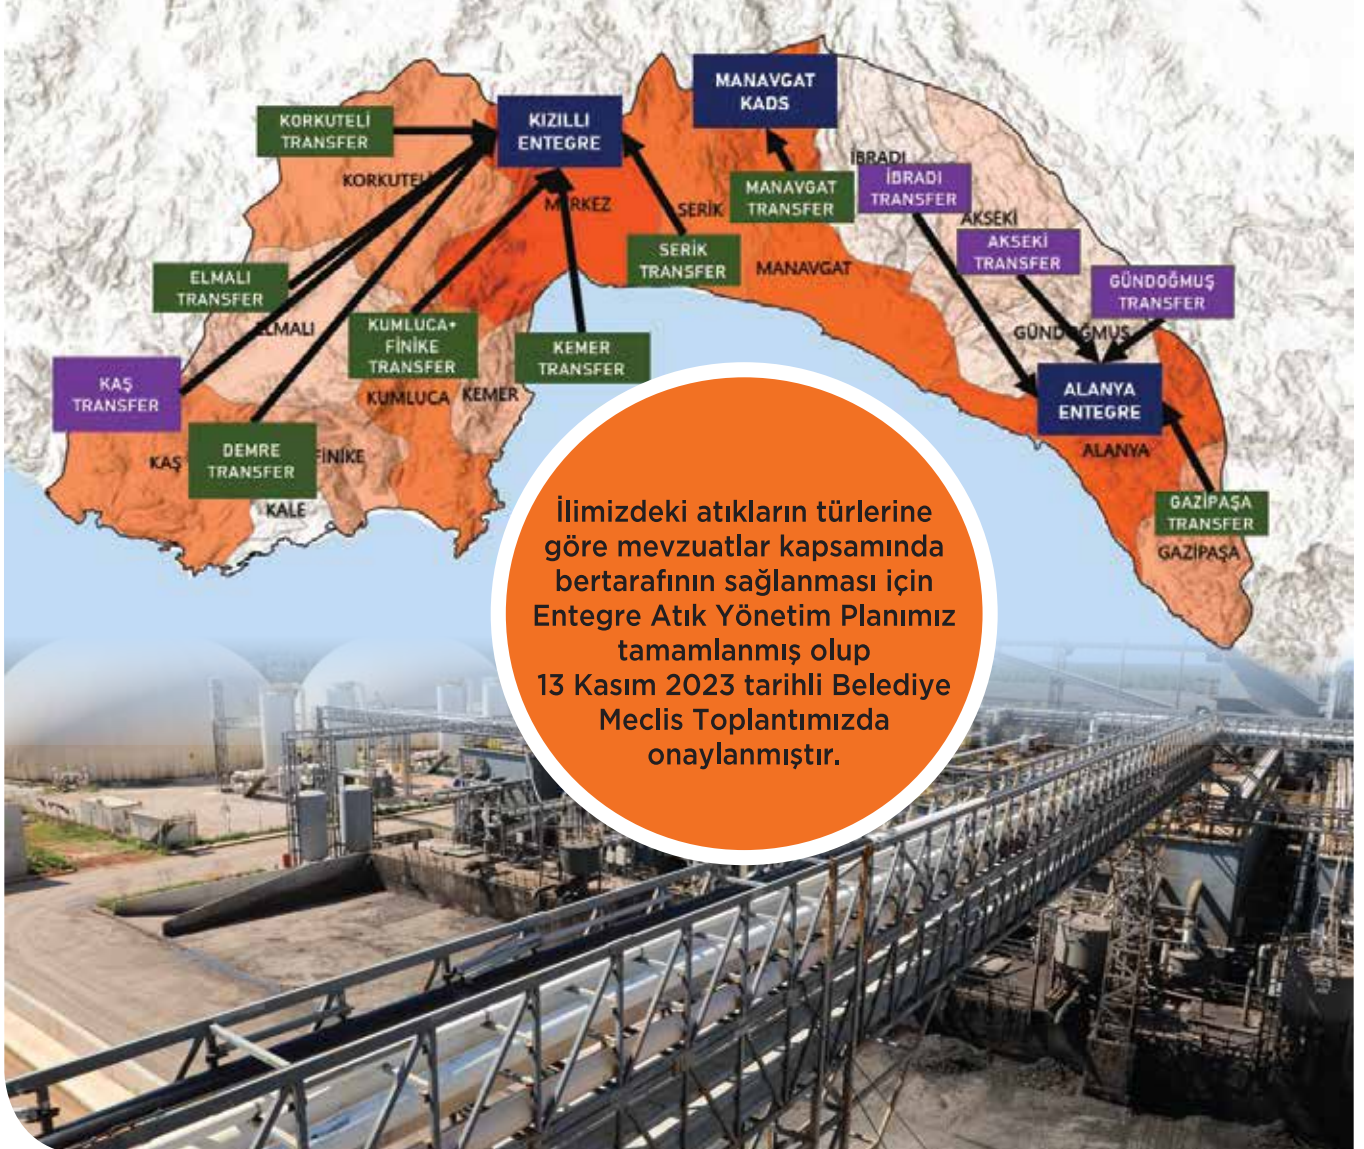 MANAVGAT
KADS
KIZILLI
ENTEGRE
KORKUTELİ
TRANSFER
KORKUTELİ
MERKEZ
SERİK
MANAVGAT
TRANSFER
İBRADI
İBRADI
TRANSFER
AKSEKİ
AKSEKİ
TRANSFER
SERİK
TRANSFER
MANAVGAT
GÜNDOĞMUŞ
TRANSFER
GÜNDOĞMUŞ
ELMALI
TRANSFER
ELMALI
KUMLUCA+
FİNİKE
TRANSFER
KEMER
TRANSFER
KAŞ
TRANSFER
KUMLUCA
KEMER
ALANYA
ENTEGRE
ALANYA
DEMRE
TRANSFER
KAŞ
FİNİKE
KALE
GAZİPAŞA
TRANSFER
GAZİPAŞA
İlimizdeki atıkların türlerine
göre mevzuatlar kapsamında
bertarafının sağlanması için
Entegre Atık Yönetim Planımız
tamamlanmış olup
13 Kasım 2023 tarihli Belediye
Meclis Toplantımızda
onaylanmıştır.